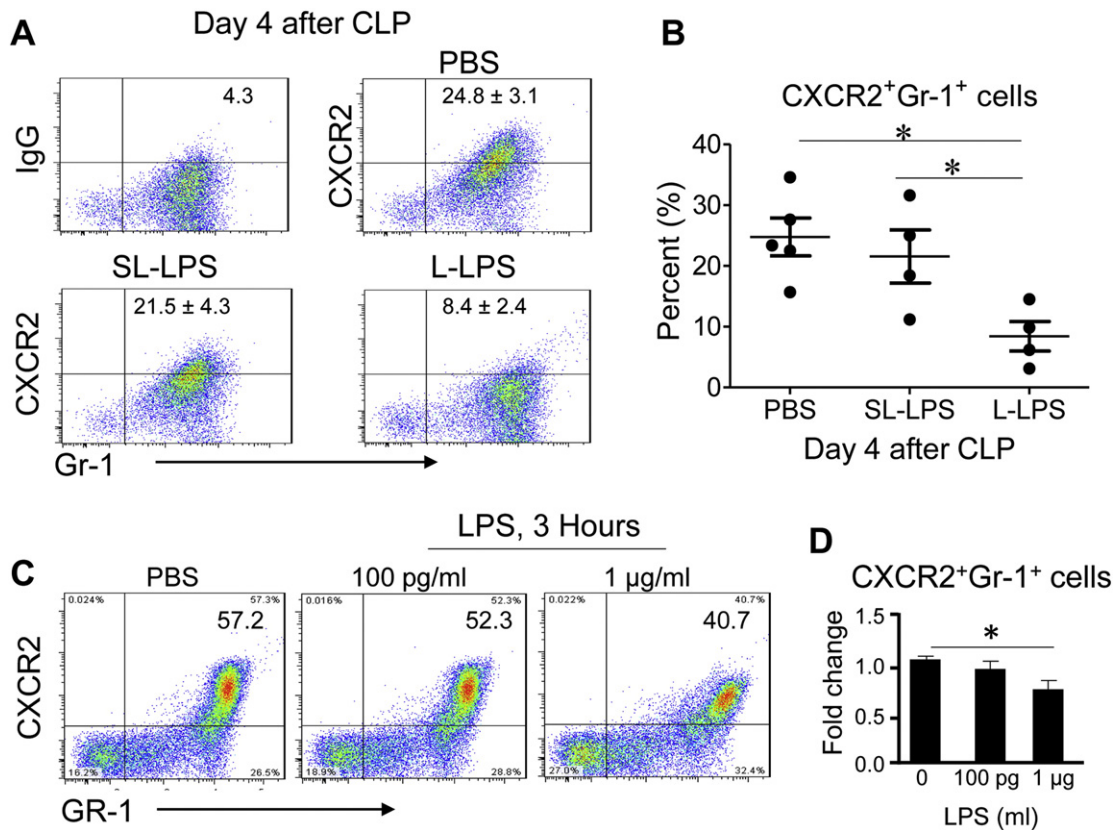 A
Day 4 after CLP
IgG
4.3
PBS
CXCR2
24.8 ± 3.1
SL-LPS
CXCR2
21.5 ± 4.3
L-LPS
8.4 ± 2.4
Gr-1
B
CXCR2⁺Gr-1⁺ cells
*
*
Percent (%)
40
30
20
10
0
PBS SL-LPS L-LPS
Day 4 after CLP
C
LPS, 3 Hours
PBS 100 pg/ml 1 µg/ml
CXCR2
0.024% 57.3%
57.2
16.2% 26.5%
0.016% 52.3%
52.3
18.9% 28.8%
0.022% 40.7%
40.7
27.0% 32.4%
GR-1
D
CXCR2⁺Gr-1⁺ cells
*
Fold change
1.5
1.0
0.5
0.0
0 100 pg 1 µg
LPS (ml)